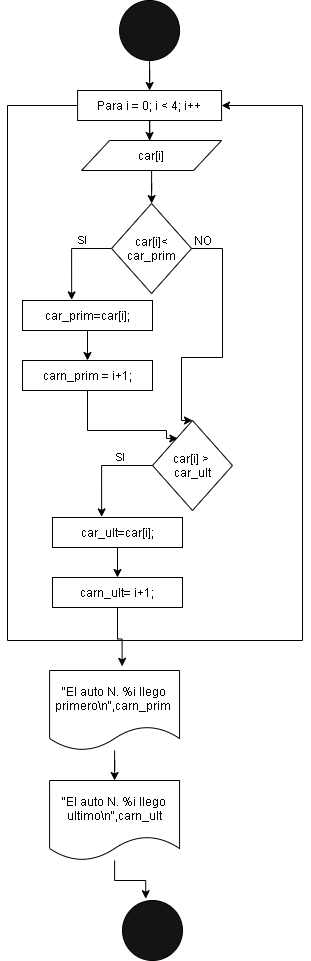 Para i = 0; i < 4; i++
car[i]
car[i]<
car_prim
SI
NO
car_prim=car[i];
carn_prim = i+1;
car[i] >
car_ult
SI
car_ult=car[i];
carn_ult= i+1;
"El auto N. %i llego
primero\n",carn_prim
"El auto N. %i llego
ultimo\n",carn_ult